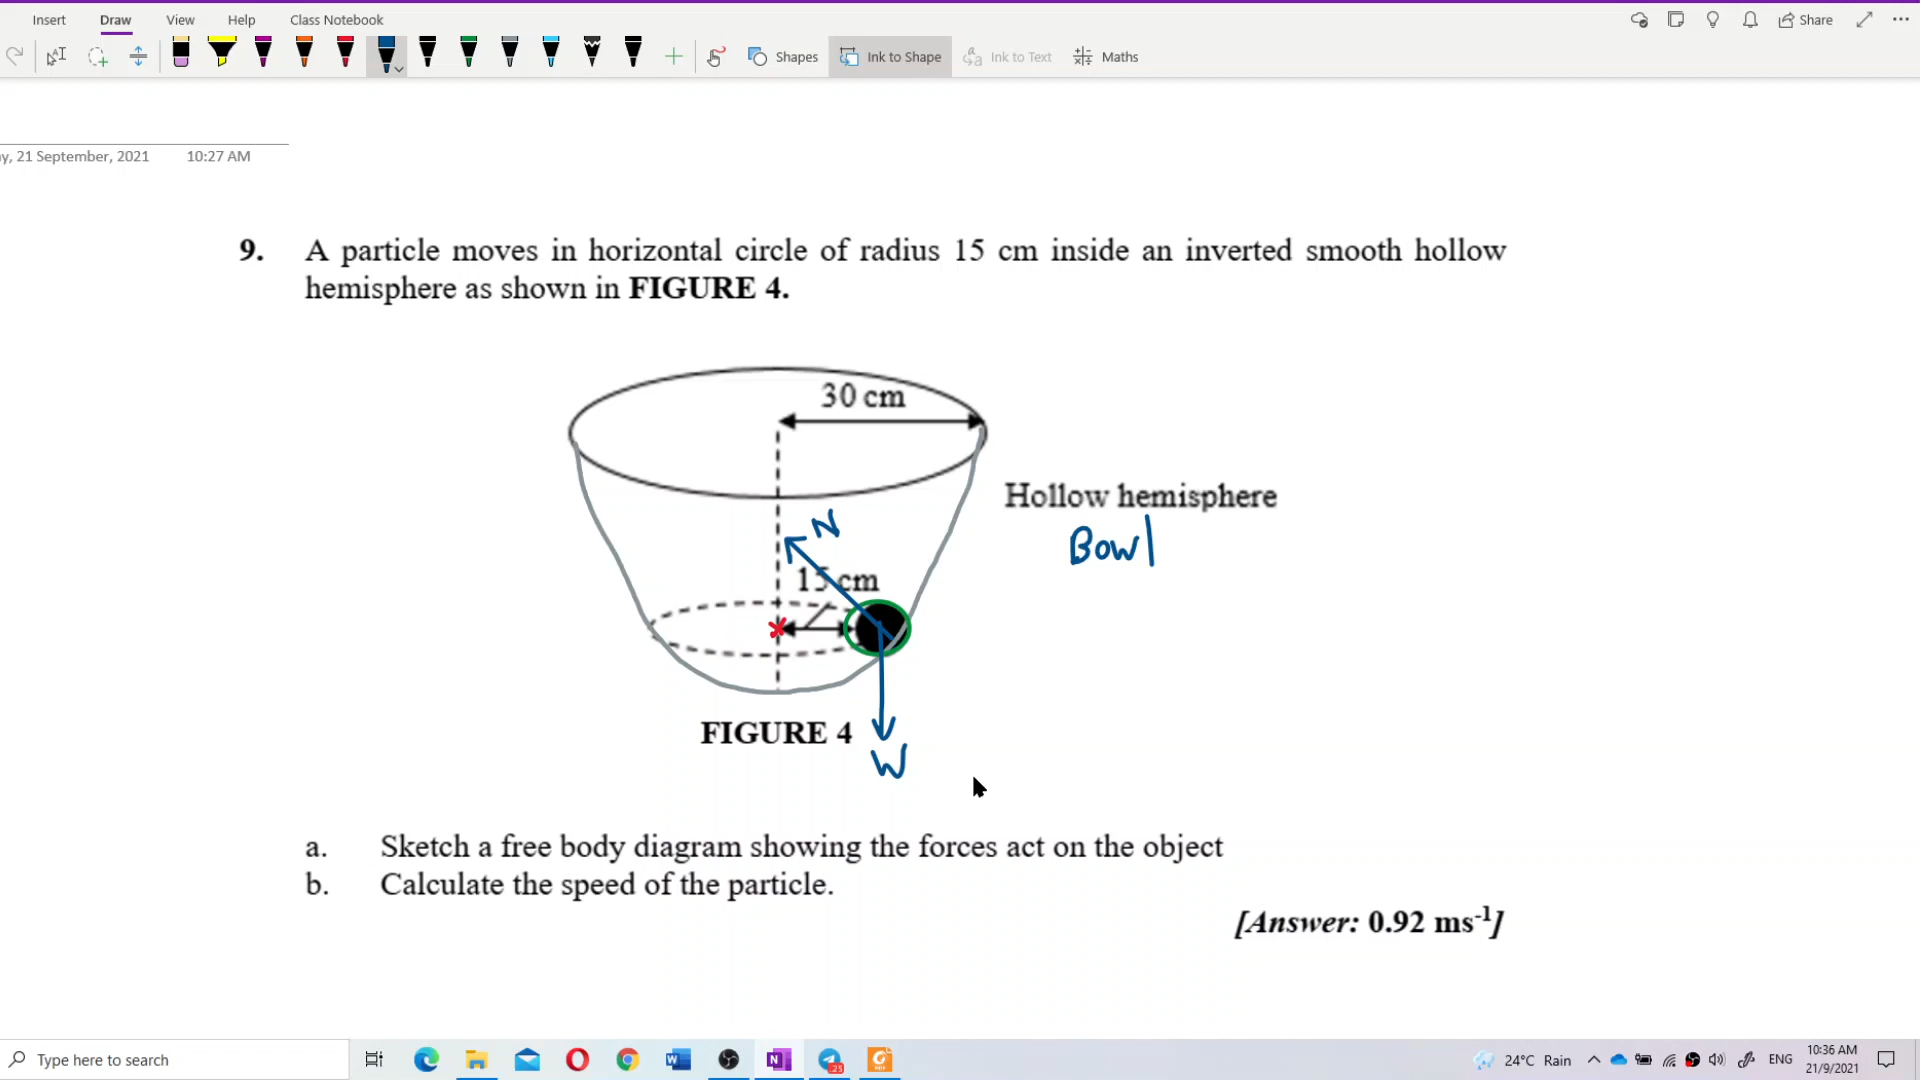 Insert Draw View Help Class Notebook Share
Shapes Ink to Shape Ink to Text Maths
y, 21 September, 2021 10:27 AM
9. A particle moves in horizontal circle of radius 15 cm inside an inverted smooth hollow
hemisphere as shown in FIGURE 4.
30 cm
Hollow hemisphere
Bowl
N
15 cm
FIGURE 4
W
a. Sketch a free body diagram showing the forces act on the object
b. Calculate the speed of the particle.
[Answer: 0.92 ms⁻¹]
Type here to search
24°C Rain ENG 10:36 AM
21/9/2021